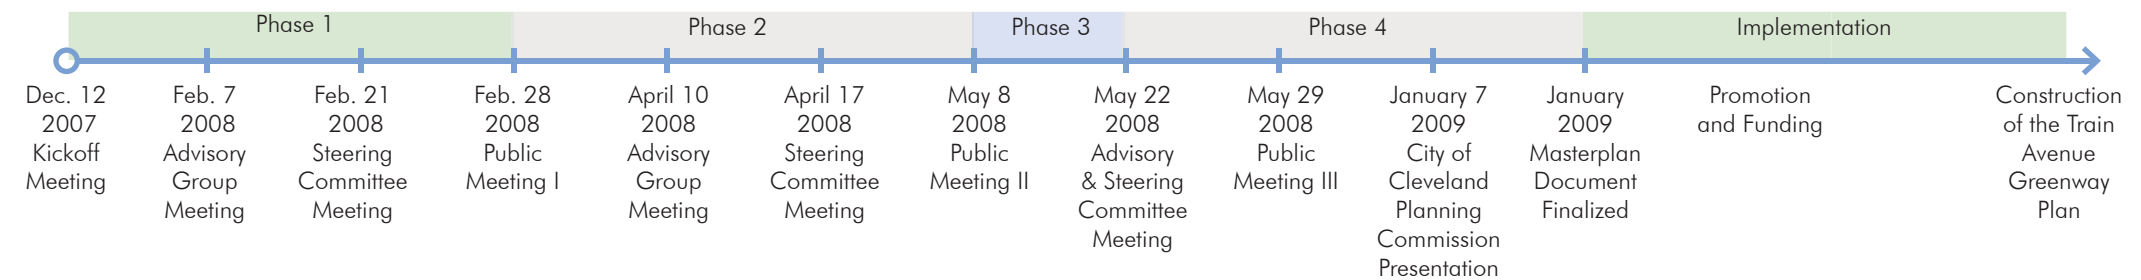 Phase 1
Phase 2
Phase 3
Phase 4
Implementation
Dec. 12
2007
Kickoff
Meeting
Feb. 7
2008
Advisory
Group
Meeting
Feb. 21
2008
Steering
Committee
Meeting
Feb. 28
2008
Public
Meeting I
April 10
2008
Advisory
Group
Meeting
April 17
2008
Steering
Committee
Meeting
May 8
2008
Public
Meeting II
May 22
2008
Advisory
& Steering
Committee
Meeting
May 29
2008
Public
Meeting III
January 7
2009
City of
Cleveland
Planning
Commission
Presentation
January
2009
Masterplan
Document
Finalized
Promotion
and Funding
Construction
of the Train
Avenue
Greenway
Plan